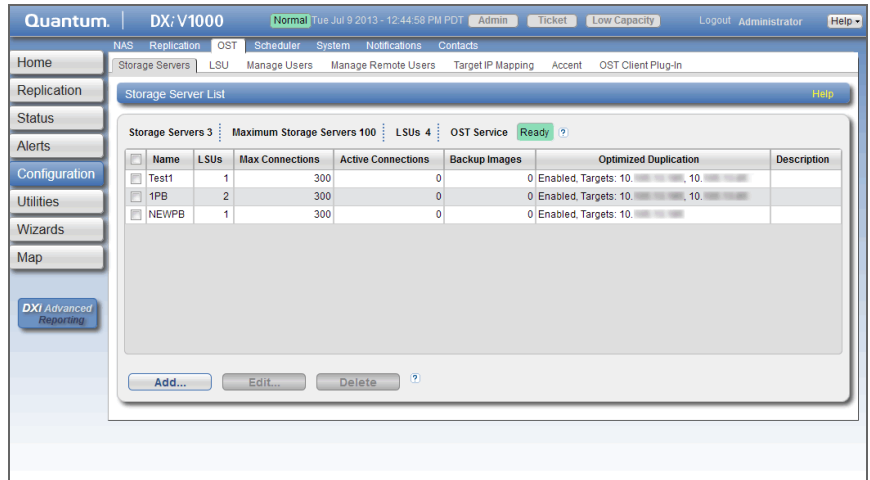 Quantum. DXi V1000 Normal Tue Jul 9 2013 - 12:44:58 PM PDT Admin Ticket Low Capacity Logout Administrator Help
NAS Replication OST Scheduler System Notifications Contacts
Storage Servers LSU Manage Users Manage Remote Users Target IP Mapping Accent OST Client Plug-In
Home
Replication
Status
Alerts
Configuration
Utilities
Wizards
Map
DXI Advanced
Reporting
Storage Server List Help
Storage Servers 3 Maximum Storage Servers 100 LSUs 4 OST Service Ready ?
Name LSUs Max Connections Active Connections Backup Images Optimized Duplication Description
Test1 1 300 0 0 Enabled, Targets: 10. , 10.
1PB 2 300 0 0 Enabled, Targets: 10. , 10.
NEWPB 1 300 0 0 Enabled, Targets: 10.
Add... Edit... Delete ?